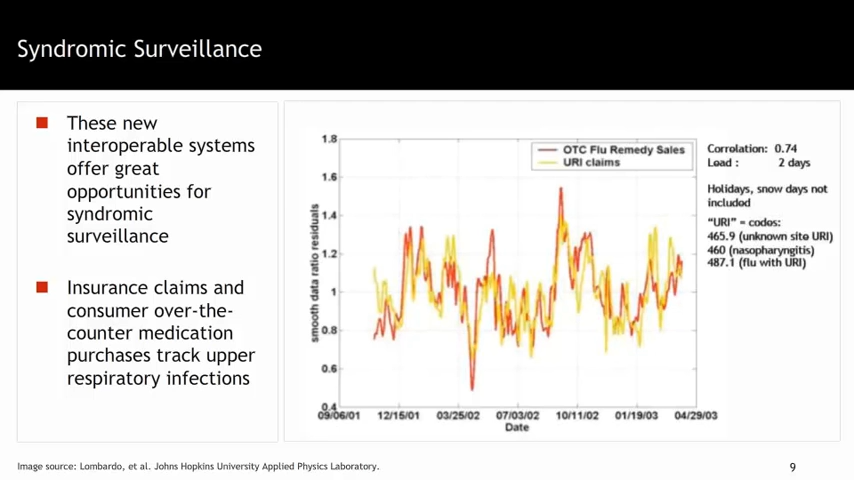 Syndromic Surveillance
These new
interoperable systems
offer great
opportunities for
syndromic
surveillance
Insurance claims and
consumer over-the-
counter medication
purchases track upper
respiratory infections
1.8
1.6
1.4
1.2
1
0.8
0.6
0.4
smooth data ratio residuals
OTC Flu Remedy Sales
URI claims
09/06/01 12/15/01 03/25/02 07/03/02 10/11/02 01/19/03 04/29/03
Date
Correlation: 0.74
Lead : 2 days
Holidays, snow days not
included
"URI" = codes:
465.9 (unknown site URI)
460 (nasopharyngitis)
487.1 (flu with URI)
Image source: Lombardo, et al. Johns Hopkins University Applied Physics Laboratory.
9